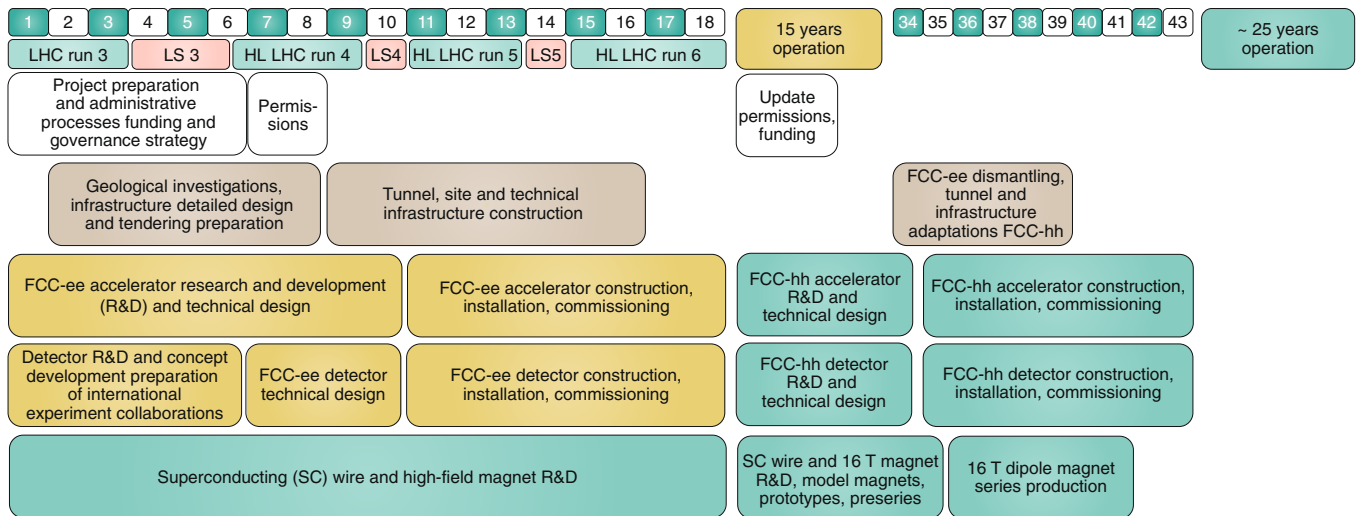 1 2 3 4 5 6 7 8 9 10 11 12 13 14 15 16 17 18
15 years
operation
34 35 36 37 38 39 40 41 42 43
~ 25 years
operation
LHC run 3
LS 3
HL LHC run 4
LS4
HL LHC run 5
LS5
HL LHC run 6
Project preparation
and administrative
processes funding and
governance strategy
Permis-
sions
Update
permissions,
funding
Geological investigations,
infrastructure detailed design
and tendering preparation
Tunnel, site and technical
infrastructure construction
FCC-ee dismantling,
tunnel and
infrastructure
adaptations FCC-hh
FCC-ee accelerator research and development
(R&D) and technical design
FCC-ee accelerator construction,
installation, commissioning
FCC-hh accelerator
R&D and
technical design
FCC-hh accelerator construction,
installation, commissioning
Detector R&D and concept
development preparation
of international
experiment collaborations
FCC-ee detector
technical design
FCC-ee detector construction,
installation, commissioning
FCC-hh detector
R&D and
technical design
FCC-hh detector construction,
installation, commissioning
Superconducting (SC) wire and high-field magnet R&D
SC wire and 16 T magnet
R&D, model magnets,
prototypes, preseries
16 T dipole magnet
series production